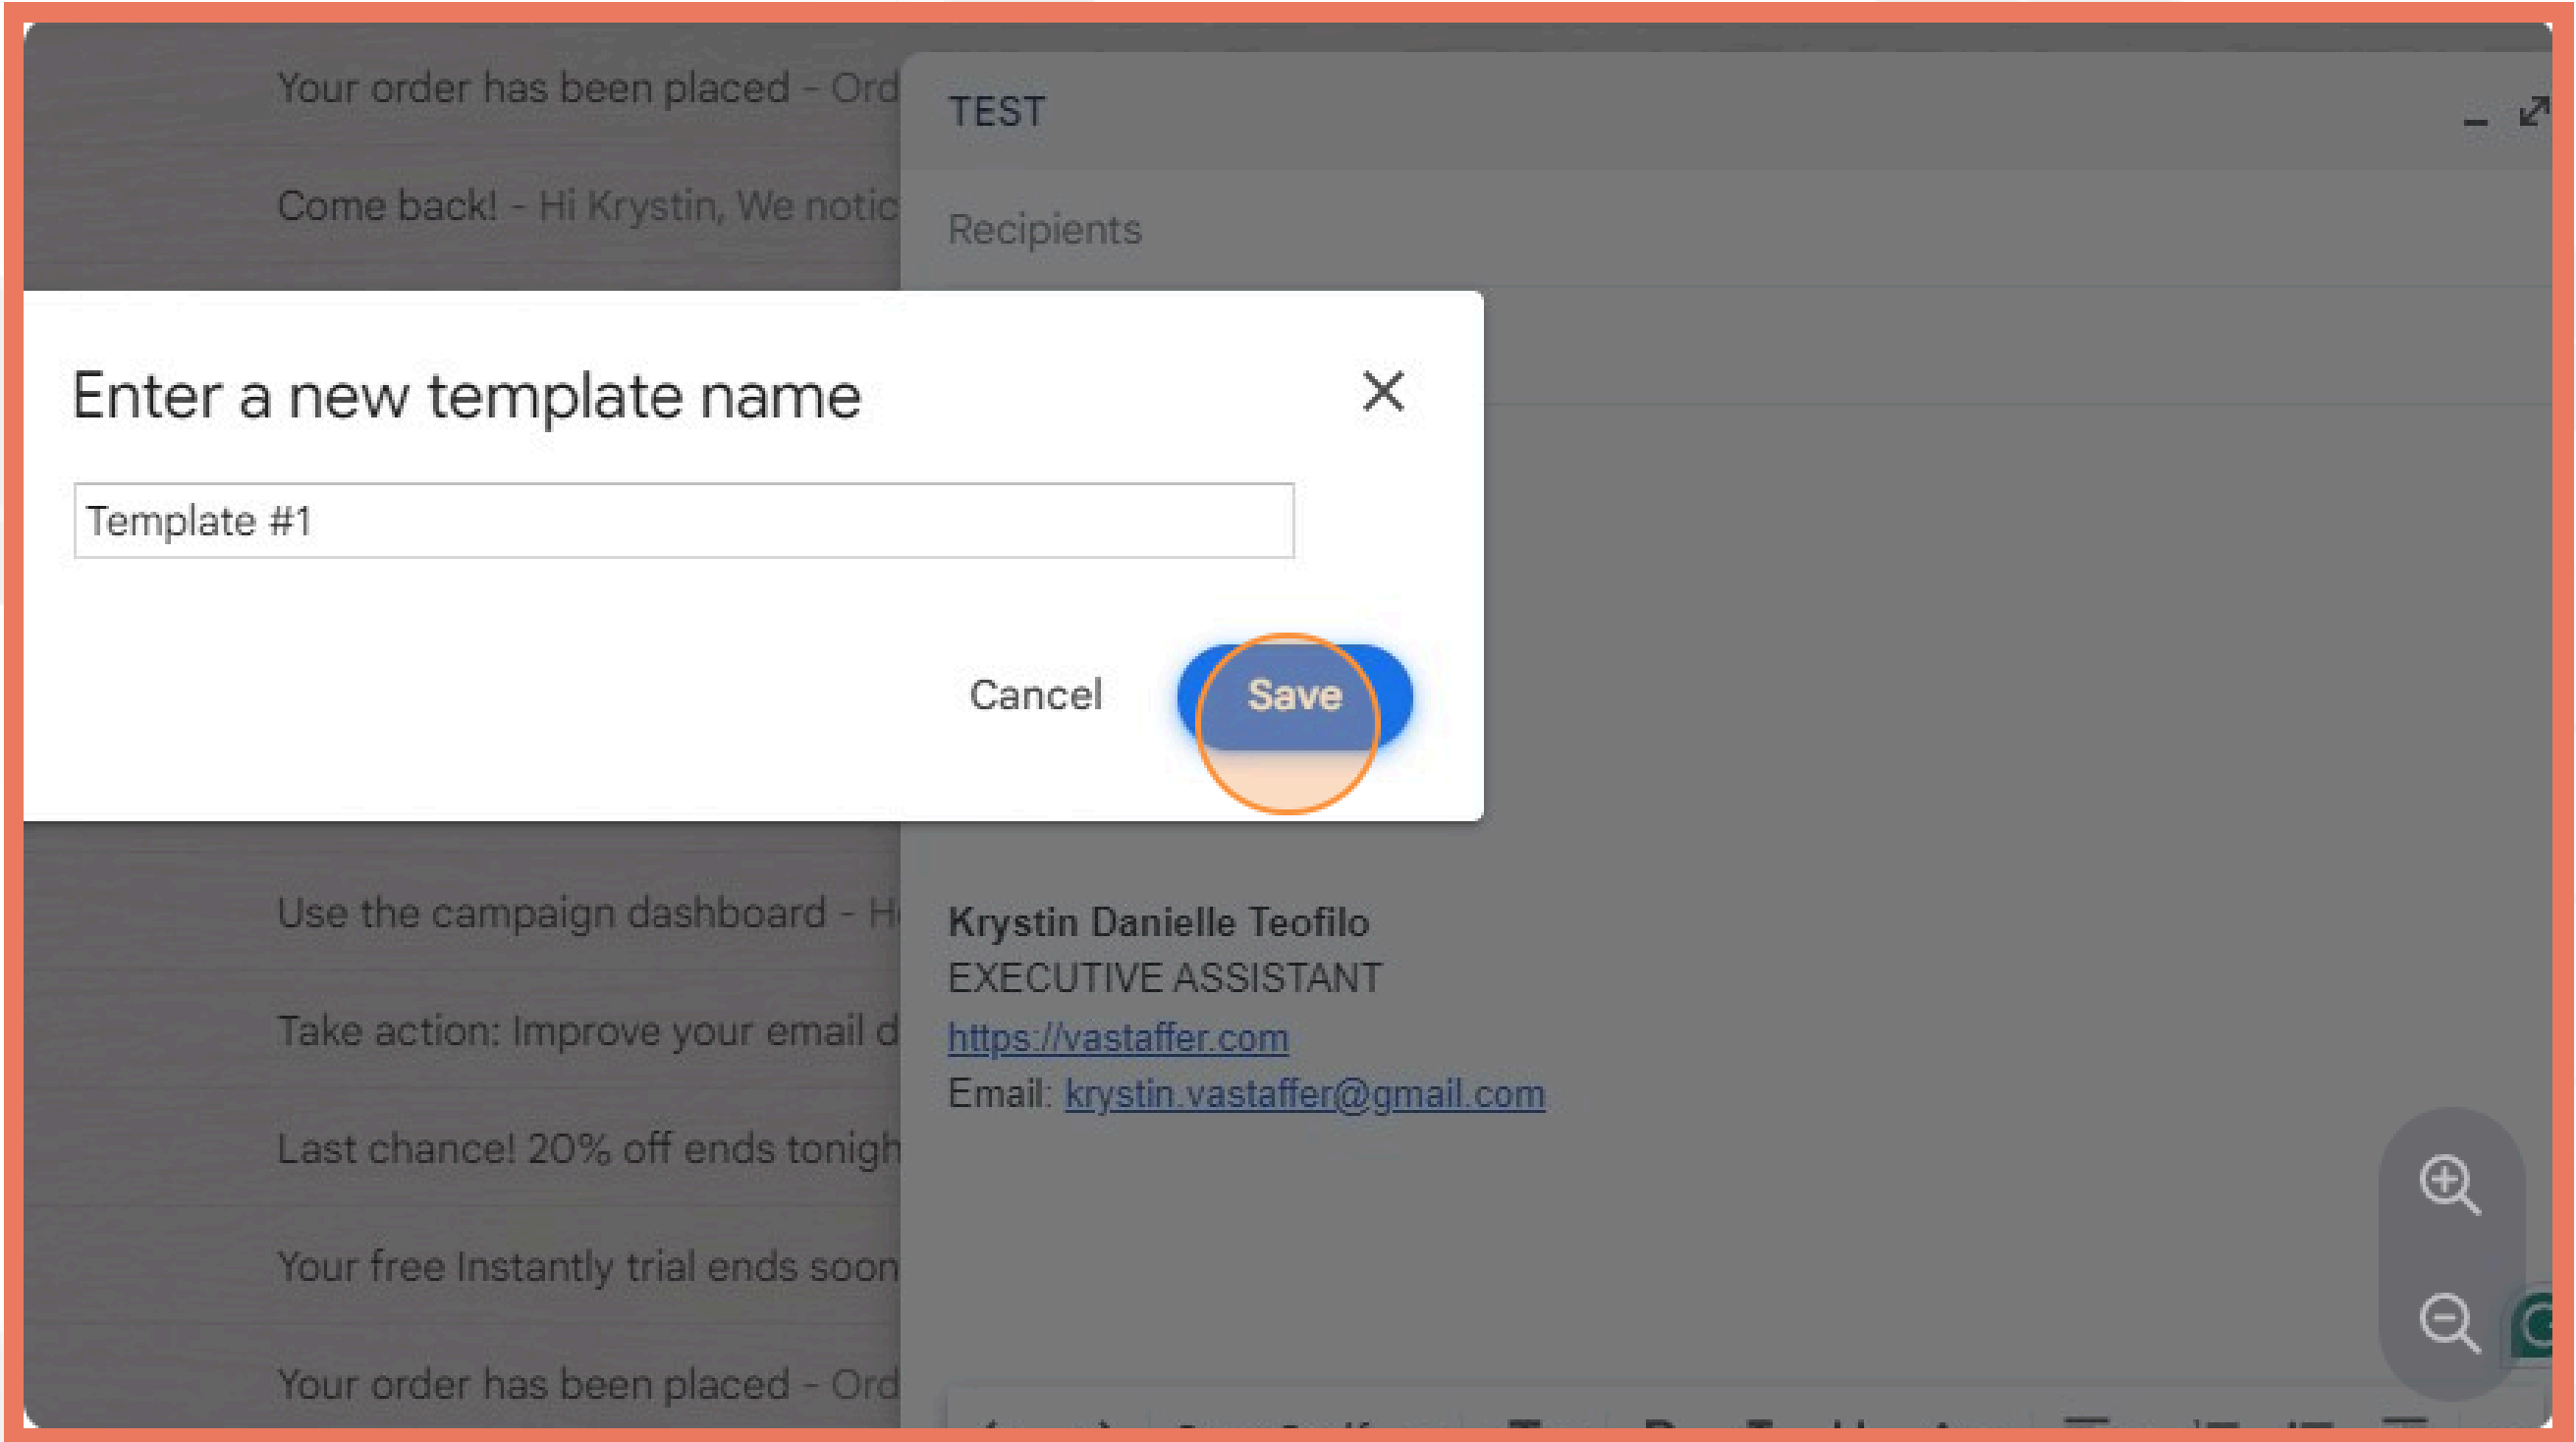 Your order has been placed - Ord
Come back! - Hi Krystin, We notic
TEST
Recipients
Enter a new template name
Template #1
Cancel
Save
Use the campaign dashboard -
Take action: Improve your email d
Last chance! 20% off ends tonigh
Your free Instantly trial ends soon
Your order has been placed - Ord
Krystin Danielle Teofilo
EXECUTIVE ASSISTANT
https://vastaffer.com
Email: krystin.vastaffer@gmail.com